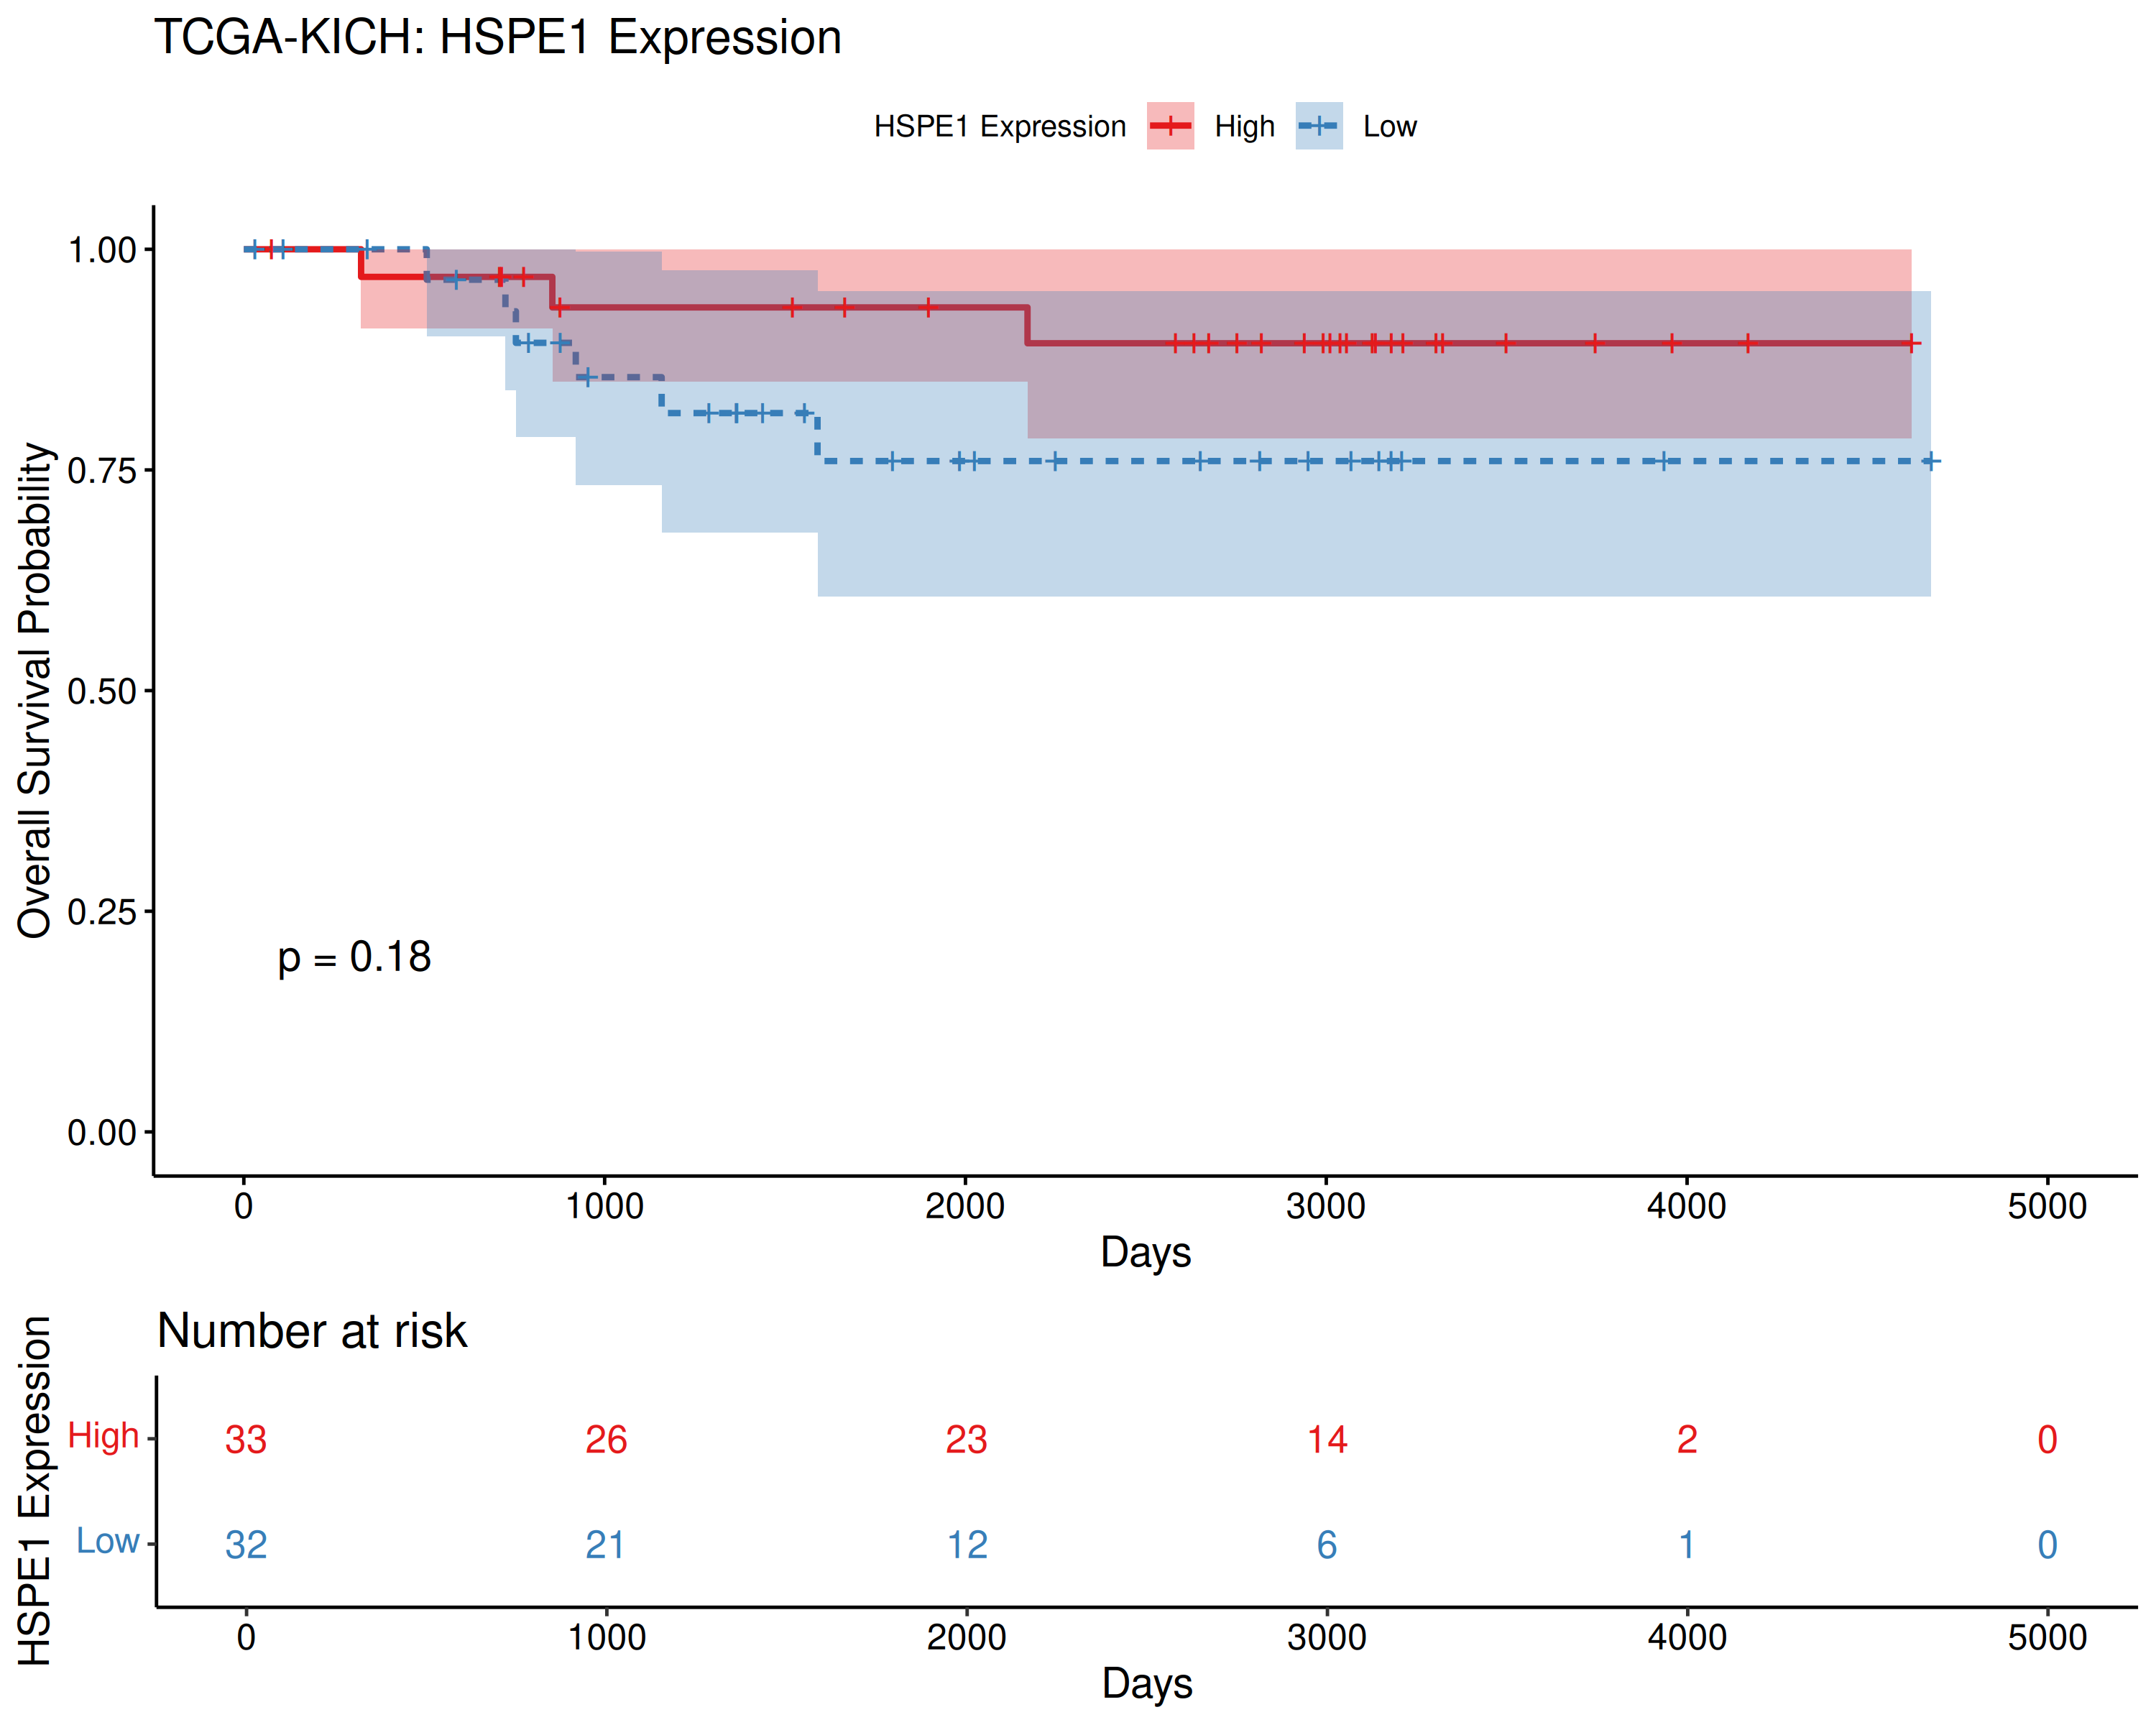 TCGA-KICH: HSPE1 Expression
HSPE1 Expression High Low
Overall Survival Probability
1.00
0.75
0.50
0.25
0.00
p = 0.18
0 1000 2000 3000 4000 5000
Days
Number at risk
HSPE1 Expression
High 33 26 23 14 2 0
Low 32 21 12 6 1 0
0 1000 2000 3000 4000 5000
Days